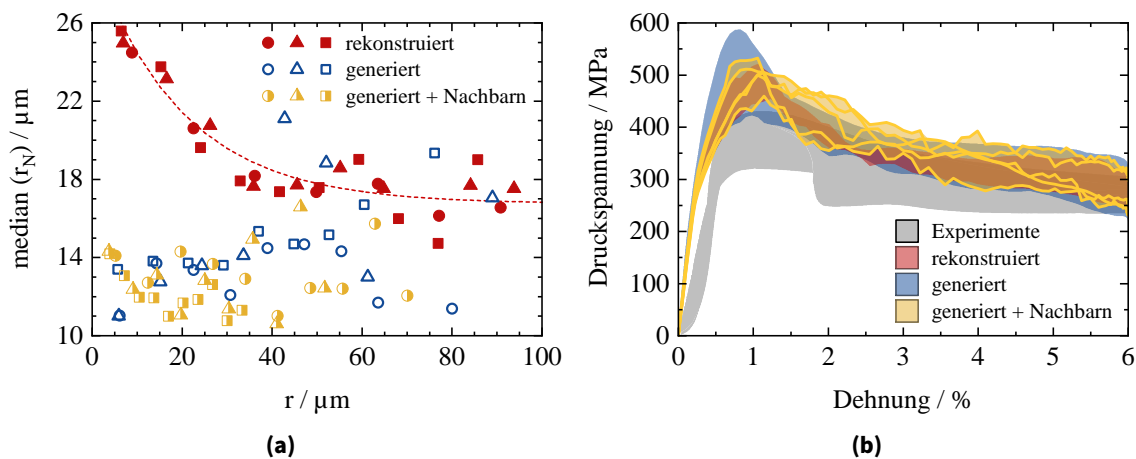 26
22
18
14
10
0
20
40
60
80
100
median (r_N) / µm
r / µm
rekonstruiert
generiert
generiert + Nachbarn
(a)
600
500
400
300
200
100
0
0
1
2
3
4
5
6
Druckspannung / MPa
Dehnung / %
Experimente
rekonstruiert
generiert
generiert + Nachbarn
(b)